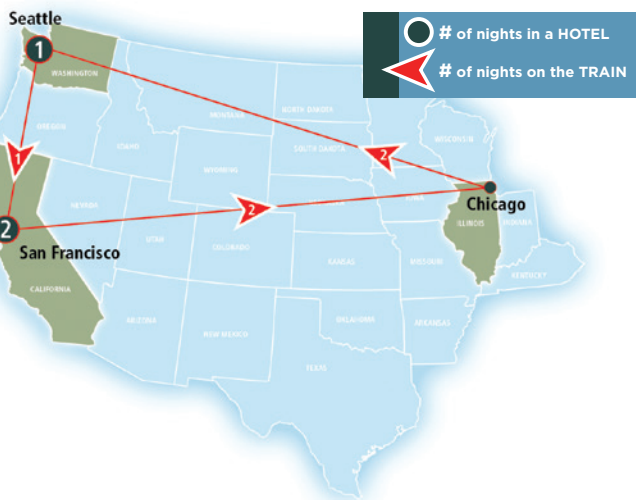 Seattle
1
# of nights in a HOTEL
# of nights on the TRAIN
WASHINGTON
OREGON
IDAHO
MONTANA
NORTH DAKOTA
SOUTH DAKOTA
WISCONSIN
1
2
2
WYOMING
IOWA
NEVADA
UTAH
COLORADO
Chicago
ILLINOIS
INDIANA
2
San Francisco
CALIFORNIA
KANSAS
MISSOURI
KENTUCKY
ARIZONA
NEW MEXICO
OKLAHOMA
ARKANSAS
TEXAS